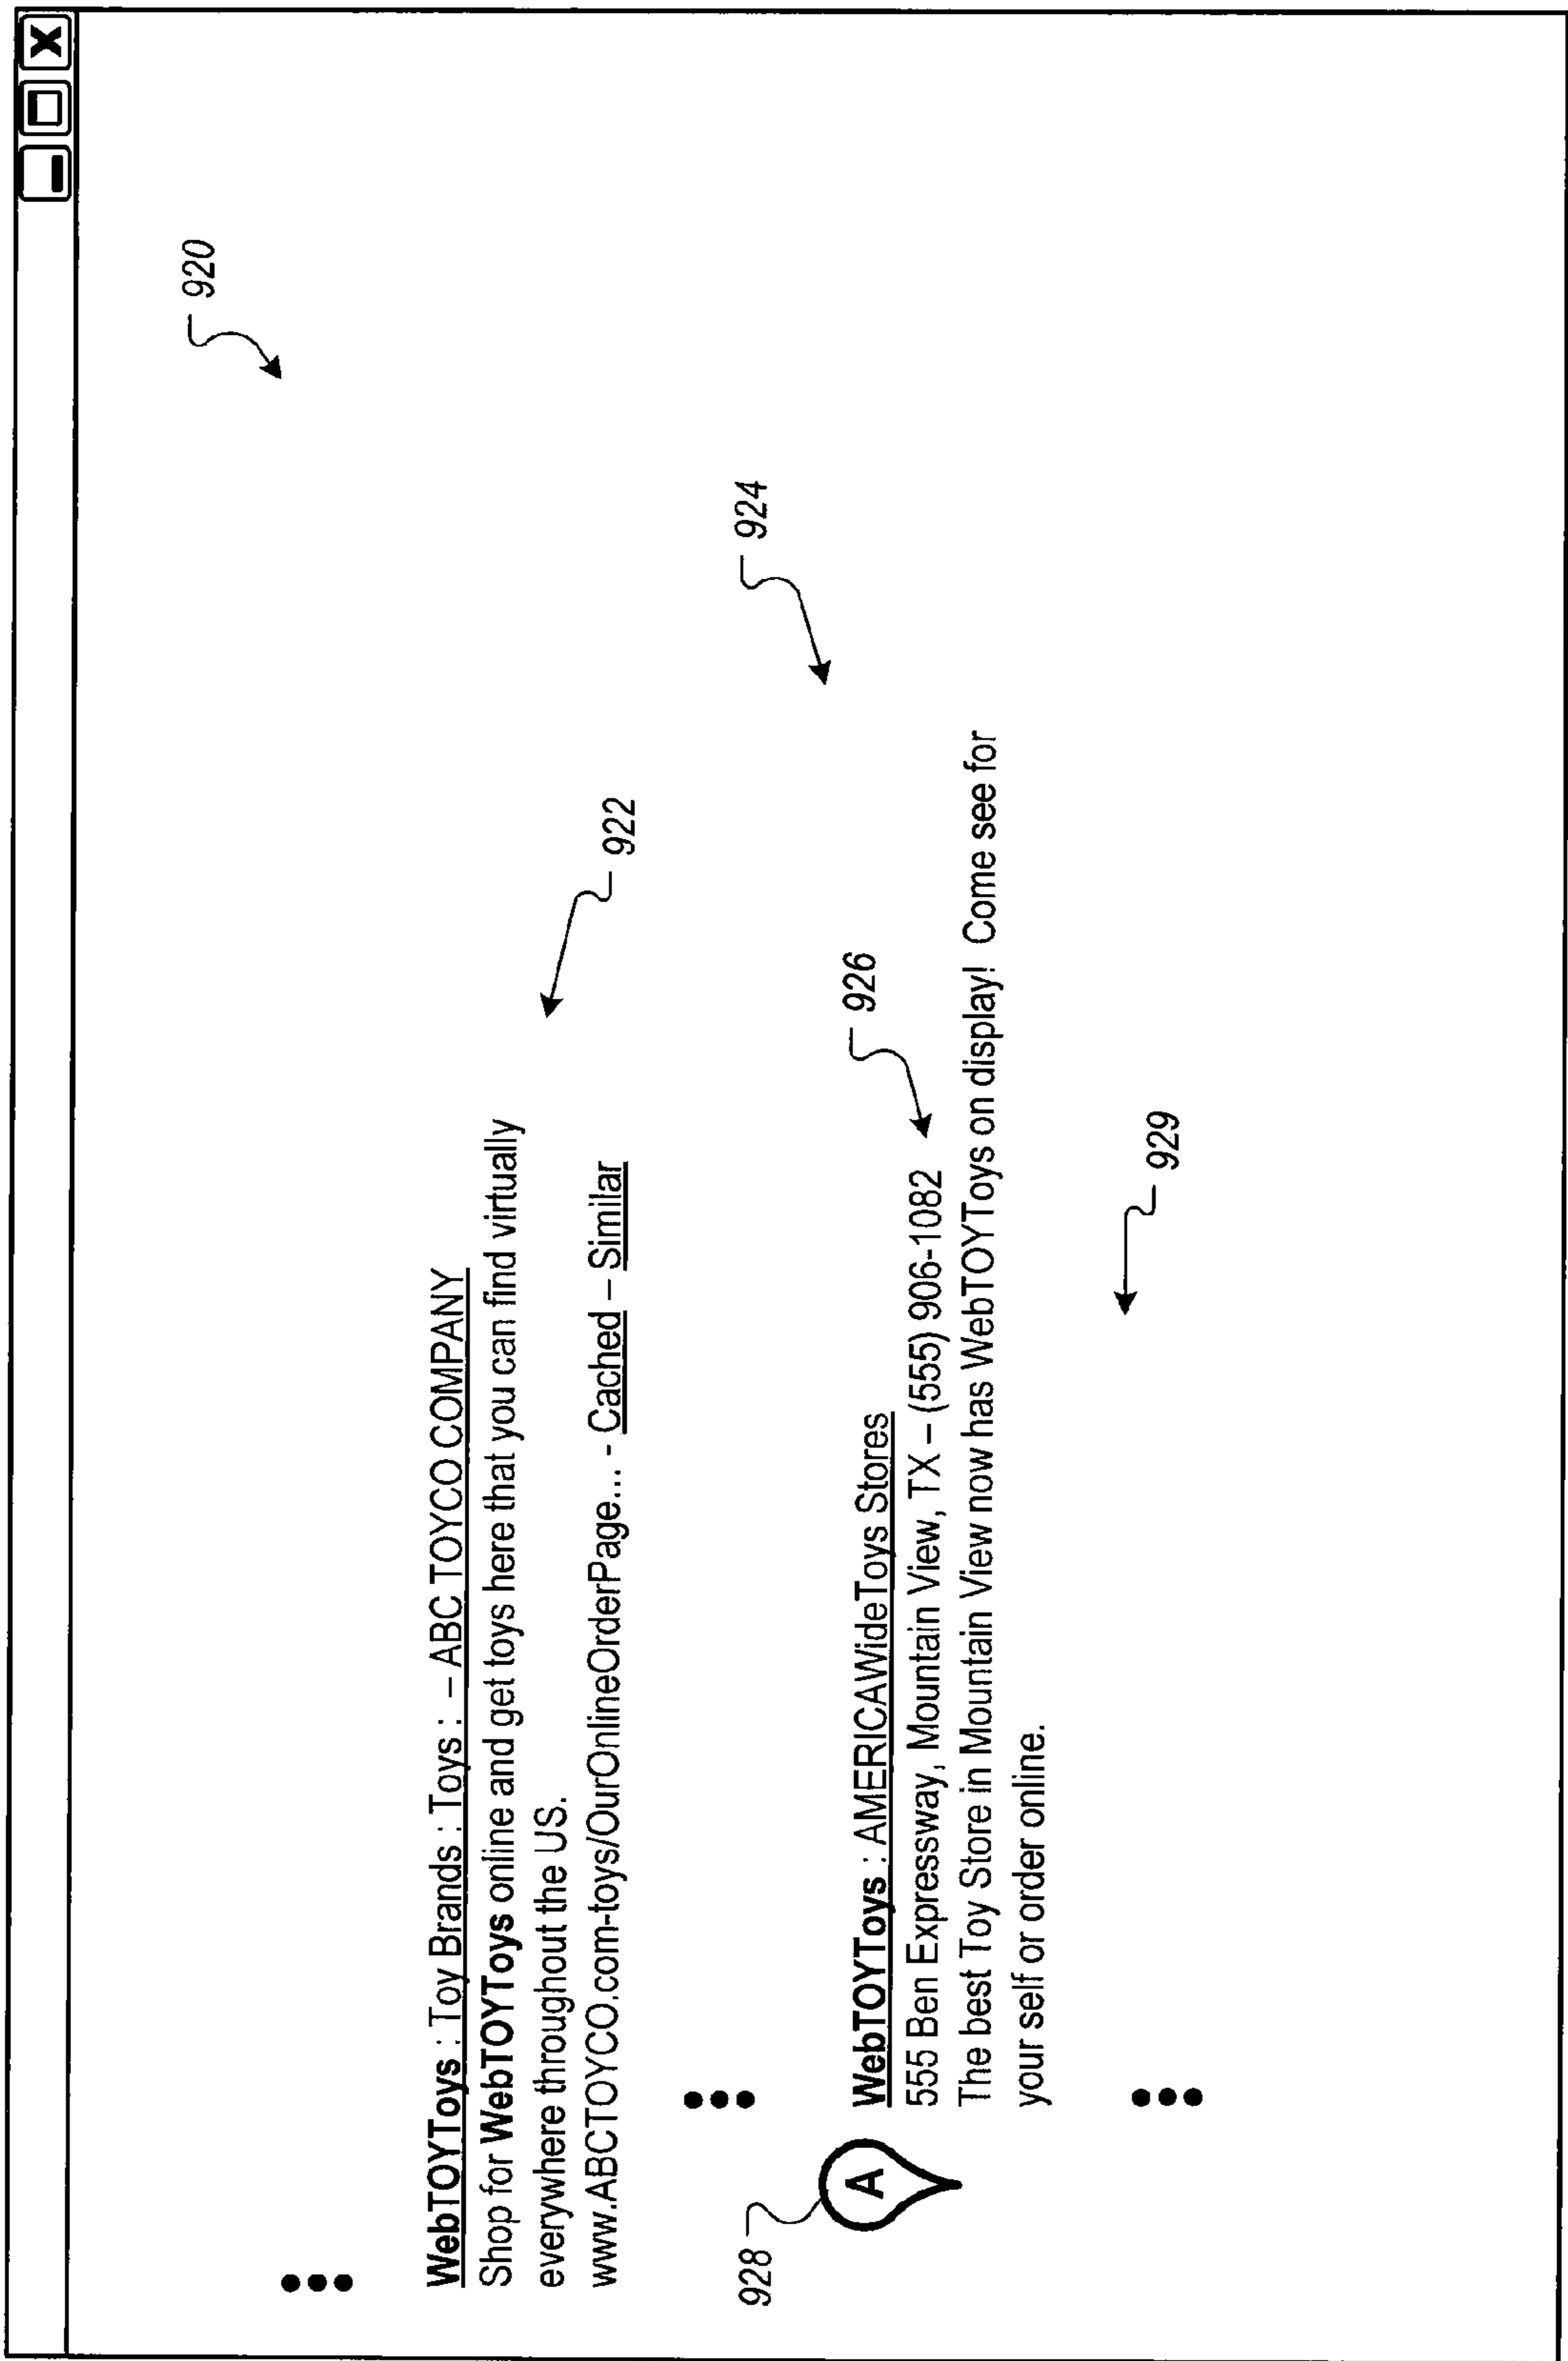 920
WebTOYToys : Toy Brands : Toys : – ABC TOYCO COMPANY
Shop for WebTOYToys online and get toys here that you can find virtually
everywhere throughout the US.
www.ABCTOYCO.com-toys/OurOnlineOrderPage... - Cached – Similar
922
924
928
A
WebTOYToys : AMERICAWideToys Stores
926
555 Ben Expressway, Mountain View, TX – (555) 906-1082
The best Toy Store in Mountain View now has WebTOYToys on display! Come see for
your self or order online.
929